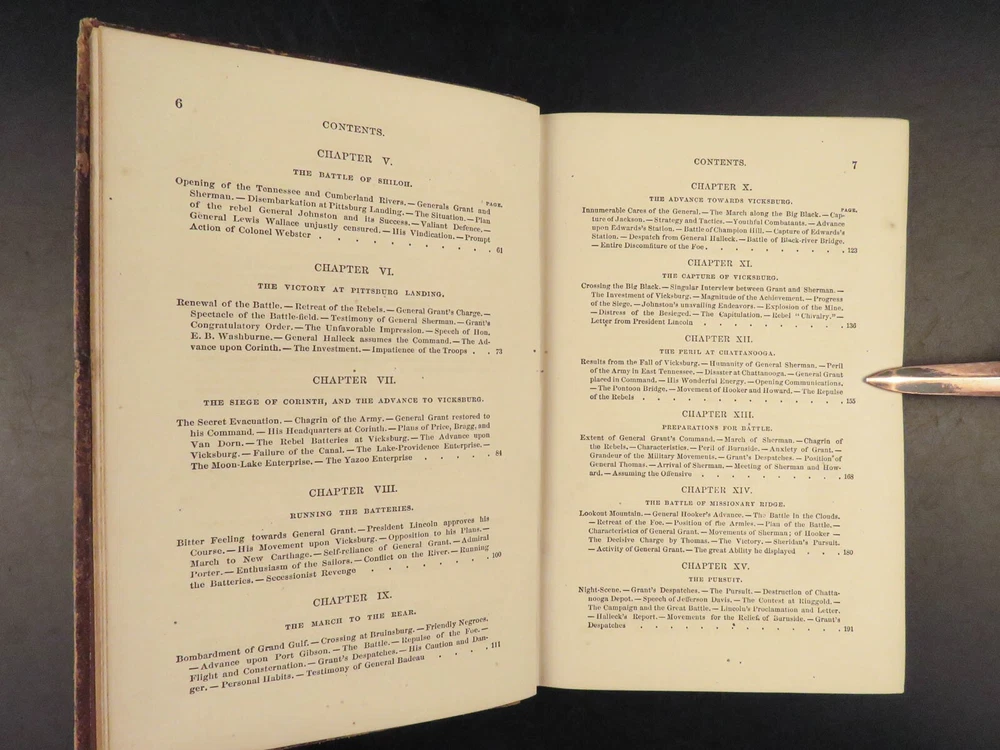 6
CONTENTS.
CHAPTER V.
THE BATTLE OF SHILOH.
PAGE.
Opening of the Tennessee and Cumberland Rivers. — Generals Grant and
Sherman. — Disembarkation at Pittsburg Landing. — The Situation. — Plan
of the rebel General Johnston and its Success. — Valiant Defence. —
General Lewis Wallace unjustly censured. — His Vindication. — Prompt
Action of Colonel Webster . . . . . . . . . 61
CHAPTER VI.
THE VICTORY AT PITTSBURG LANDING.
Renewal of the Battle. — Retreat of the Rebels. — General Grant's Charge. —
Spectacle of the Battle-field. — Testimony of General Sherman. — Grant's
Congratulatory Order. — The Unfavorable Impression. — Speech of Hon.
E. B. Washburne. — General Halleck assumes the Command. — The Ad-
vance upon Corinth. — The Investment. — Impatience of the Troops . . 73
CHAPTER VII.
THE SIEGE OF CORINTH, AND THE ADVANCE TO VICKSBURG.
The Secret Evacuation. — Chagrin of the Army. — General Grant restored to
his Command. — His Headquarters at Corinth. — Plans of Price, Bragg, and
Van Dorn. — The Rebel Batteries at Vicksburg. — The Advance upon
Vicksburg. — Failure of the Canal. — The Lake-Providence Enterprise. —
The Moon-Lake Enterprise. — The Yazoo Enterprise . . . . . 84
CHAPTER VIII.
RUNNING THE BATTERIES.
Bitter Feeling towards General Grant. — President Lincoln approves his
Course. — His Movement upon Vicksburg. — Opposition to his Plans. —
March to New Carthage. — Self-reliance of General Grant. — Admiral
Porter. — Enthusiasm of the Sailors. — Conflict on the River. — Running
the Batteries. — Secessionist Revenge . . . . . . . 100
CHAPTER IX.
THE MARCH TO THE REAR.
Bombardment of Grand Gulf. — Crossing at Bruinsburg. — Friendly Negroes.
— Advance upon Port Gibson. — The Battle. — Repulse of the Foe. —
Flight and Consternation. — Grant's Despatches. — His Caution and Dan-
ger. — Personal Habits. — Testimony of General Badeau . . . . 111
CONTENTS.
7
CHAPTER X.
THE ADVANCE TOWARDS VICKSBURG.
PAGE.
Innumerable Cares of the General. — The March along the Big Black. — Cap-
ture of Jackson. — Strategy and Tactics. — Youthful Combatants. — Advance
upon Edwards's Station. — Battle of Champion Hill. — Capture of Edwards's
Station. — Despatch from General Halleck. — Battle of Black-river Bridge.
— Entire Discomfiture of the Foe . . . . . . . . . 123
CHAPTER XI.
THE CAPTURE OF VICKSBURG.
Crossing the Big Black. — Singular Interview between Grant and Sherman. —
The Investment of Vicksburg. — Magnitude of the Achievement. — Progress
of the Siege. — Johnston's unavailing Endeavors. — Explosion of the Mine.
— Distress of the Besieged. — The Capitulation. — Rebel "Chivalry." —
Letter from President Lincoln . . . . . . . . . 136
CHAPTER XII.
THE PERIL AT CHATTANOOGA.
Results from the Fall of Vicksburg. — Humanity of General Sherman. — Peril
of the Army in East Tennessee. — Disaster at Chattanooga. — General Grant
placed in Command. — His Wonderful Energy. — Opening Communications.
— The Pontoon Bridge. — Movement of Hooker and Howard. — The Repulse
of the Rebels . . . . . . . . . . . . 155
CHAPTER XIII.
PREPARATIONS FOR BATTLE.
Extent of General Grant's Command. — March of Sherman. — Chagrin of
the Rebels. — Characteristics. — Peril of Burnside. — Anxiety of Grant. —
Grandeur of the Military Movements. — Grant's Despatches. — Position of
General Thomas. — Arrival of Sherman. — Meeting of Sherman and How-
ard. — Assuming the Offensive . . . . . . . . . 168
CHAPTER XIV.
THE BATTLE OF MISSIONARY RIDGE.
Lookout Mountain. — General Hooker's Advance. — The Battle in the Clouds.
— Retreat of the Foe. — Position of the Armies. — Plan of the Battle. —
Characteristics of General Grant. — Movements of Sherman; of Hooker —
The Decisive Charge by Thomas. — The Victory. — Sheridan's Pursuit.
— Activity of General Grant. — The great Ability he displayed . . . 180
CHAPTER XV.
THE PURSUIT.
Night-Scene. — Grant's Despatches. — The Pursuit. — Destruction of Chatta-
nooga Depot. — Speech of Jefferson Davis. — The Contest at Ringgold. —
The Campaign and the Great Battle. — Lincoln's Proclamation and Letter.
— Halleck's Report. — Movements for the Relief of Burnside. — Grant's
Despatches . . . . . . . . . . . . . 191